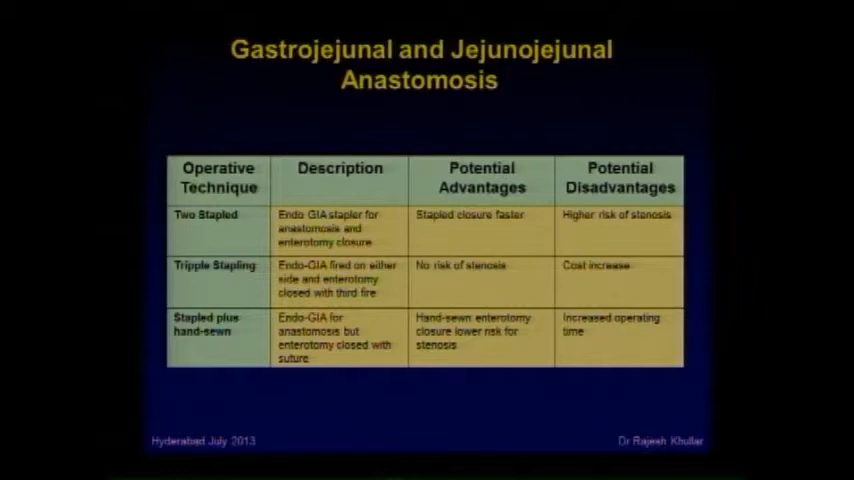 Gastrojejunal and Jejunojejunal
Anastomosis
Operative
Technique
Description
Potential
Advantages
Potential
Disadvantages
Two Stapled
Endo GIA stapler for
anastomosis and
enterotomy closure
Stapled closure faster
Higher risk of stenosis
Tripple Stapling
Endo-GIA fired on either
side and enterotomy
closed with third fire
No risk of stenosis
Cost increase
Stapled plus
hand-sewn
Endo-GIA for
anastomosis but
enterotomy closed with
suture
Hand-sewn enterotomy
closure lower risk for
stenosis
Increased operating
time
Hyderabad July 2013
Dr Rajesh Khullar